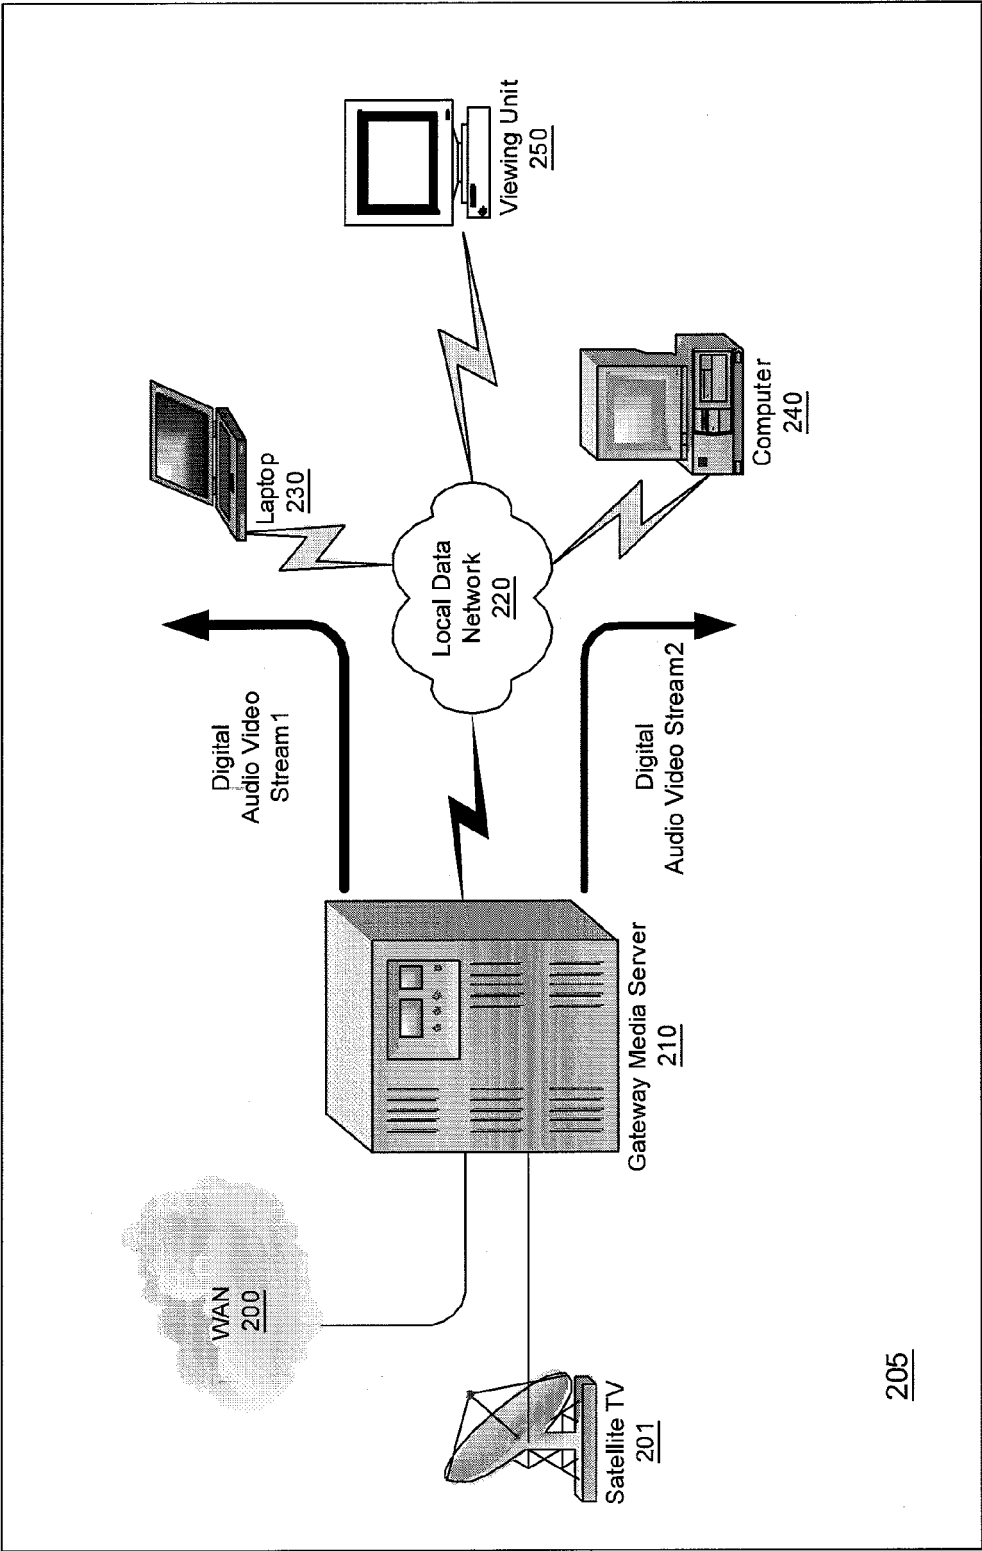 WAN
200
Satellite TV
201
Gateway Media Server
210
Digital
Audio Video
Stream1
Digital
Audio Video Stream2
Local Data
Network
220
Laptop
230
Computer
240
Viewing Unit
250
205